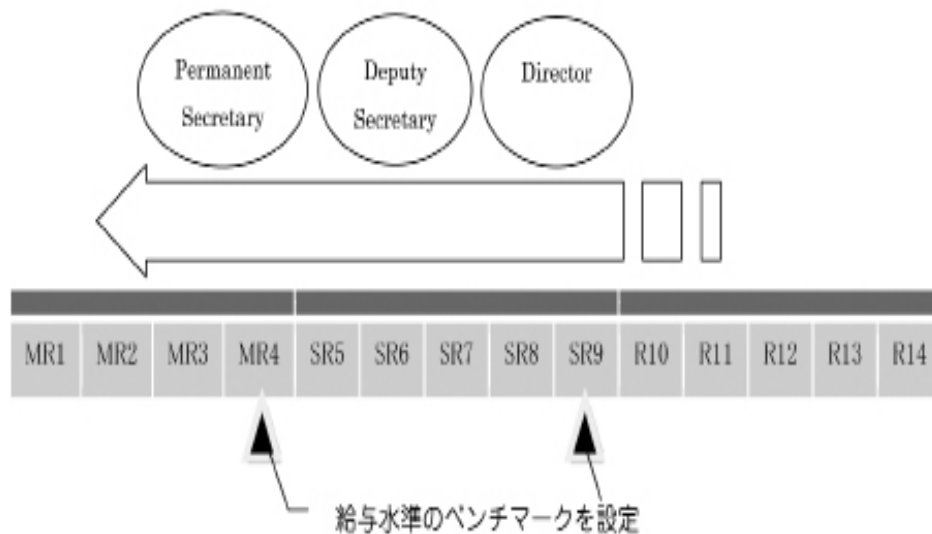 Permanent
Secretary
Deputy
Secretary
Director
MR1 MR2 MR3 MR4 SR5 SR6 SR7 SR8 SR9 R10 R11 R12 R13 R14
給与水準のベンチマークを設定